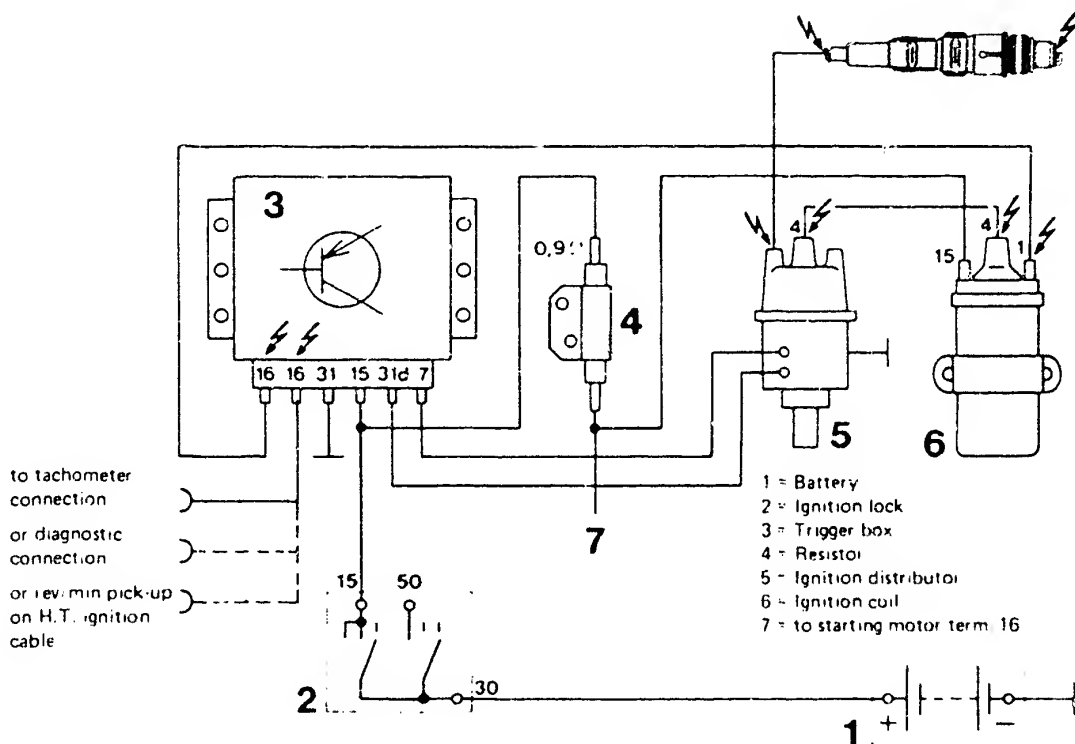 3
16 16 31 15 31d 7
0,9Ω
4
4
5
15 4 1
6
7
to tachometer
connection
or diagnostic
connection
or rev/min pick-up
on H.T. ignition
cable
15 50
30
2
1 = Battery
2 = Ignition lock
3 = Trigger box
4 = Resistor
5 = Ignition distributor
6 = Ignition coil
7 = to starting motor term. 16
1
+ −